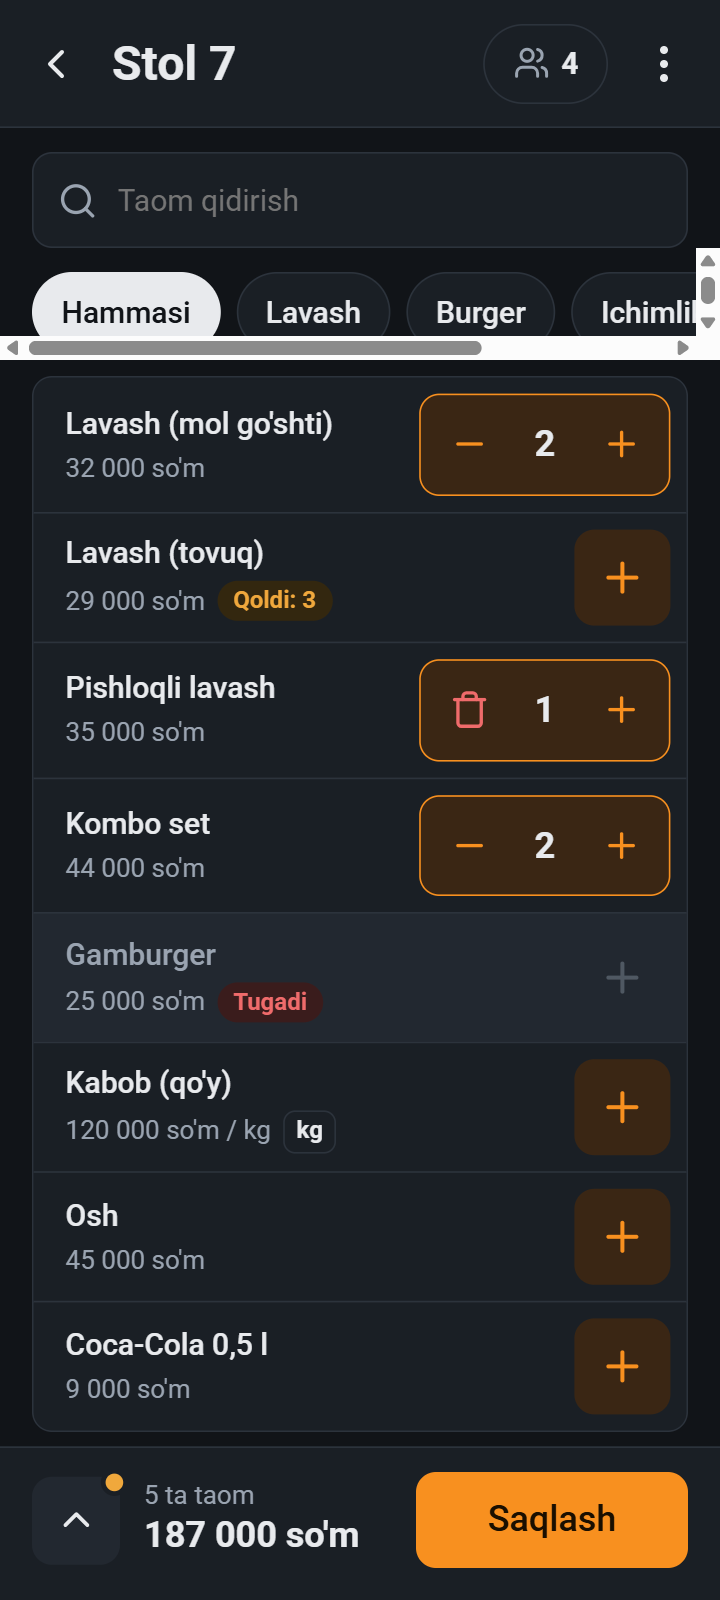 Stol 7
4
Taom qidirish
Hammasi Lavash Burger Ichimlil
Lavash (mol go'shti)
32 000 so'm
2
Lavash (tovuq)
29 000 so'm Qoldi: 3
Pishloqli lavash
35 000 so'm
1
Kombo set
44 000 so'm
2
Gamburger
25 000 so'm Tugadi
Kabob (qo'y)
120 000 so'm / kg kg
Osh
45 000 so'm
Coca-Cola 0,5 l
9 000 so'm
5 ta taom
187 000 so'm
Saqlash